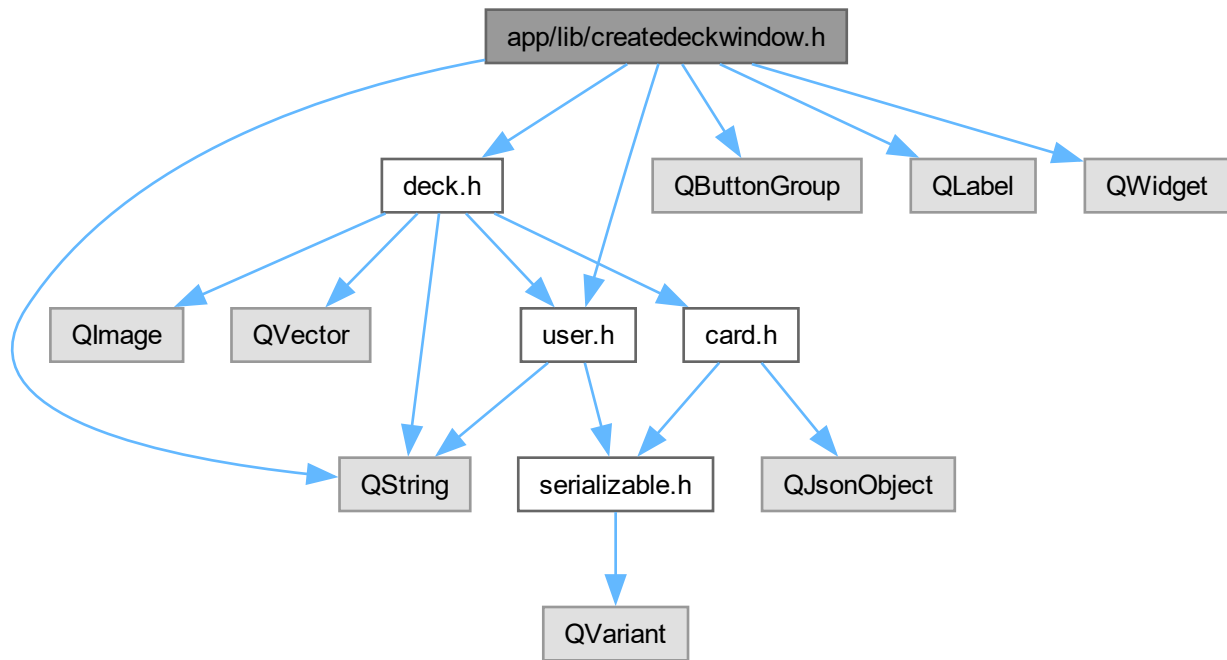 app/lib/createdeckwindow.h
deck.h
QButtonGroup
QLabel
QWidget
QImage
QVector
user.h
card.h
QString
serializable.h
QJsonObject
QVariant